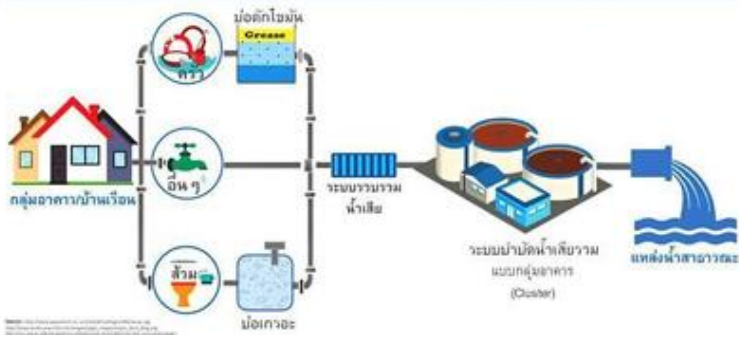 บ่อดักไขมัน
Grease
ครัว
กลุ่มอาคาร/บ้านเรือน
อื่น ๆ
ระบบรวบรวม
น้ำเสีย
ส้วม
บ่อเกรอะ
ระบบบำบัดน้ำเสียรวม
แบบกลุ่มอาคาร
(Cluster)
แหล่งน้ำสาธารณะ